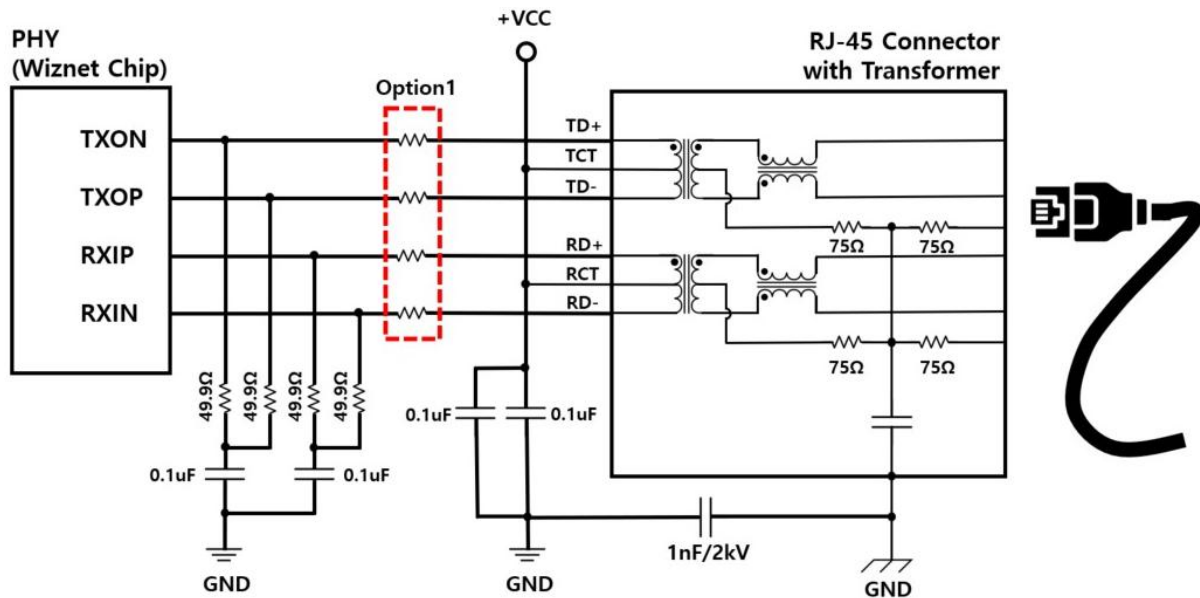 +VCC
PHY
(Wiznet Chip)
RJ-45 Connector
with Transformer
Option1
TXON
TD+
TCT
TXOP
TD-
75Ω
75Ω
RXIP
RD+
RCT
RXIN
RD-
75Ω
75Ω
49.9Ω
49.9Ω
49.9Ω
49.9Ω
0.1uF
0.1uF
0.1uF
0.1uF
1nF/2kV
GND
GND
GND